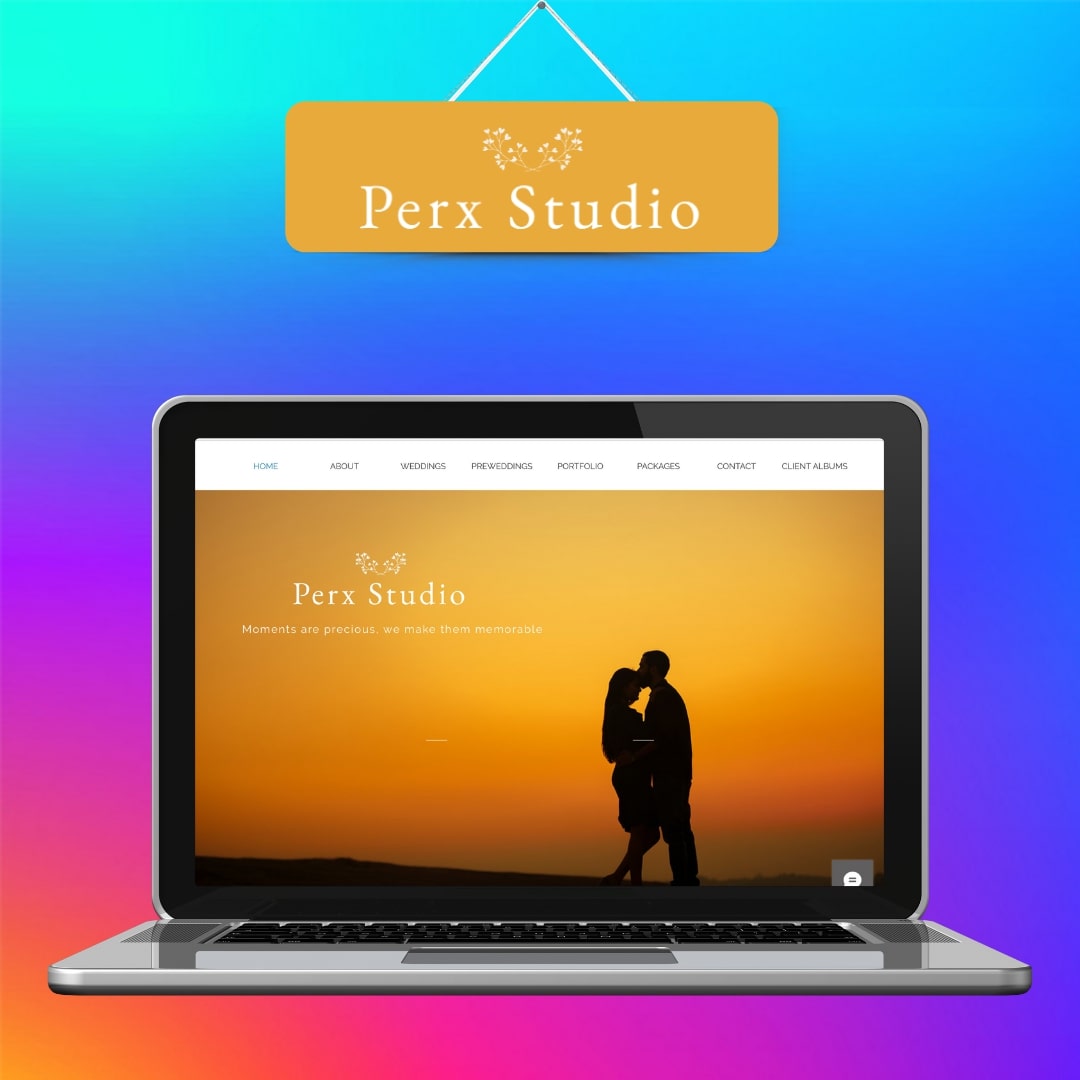 Perx Studio
HOME ABOUT WEDDINGS PREWEDDINGS PORTFOLIO PACKAGES CONTACT CLIENT ALBUMS
Perx Studio
Moments are precious, we make them memorable